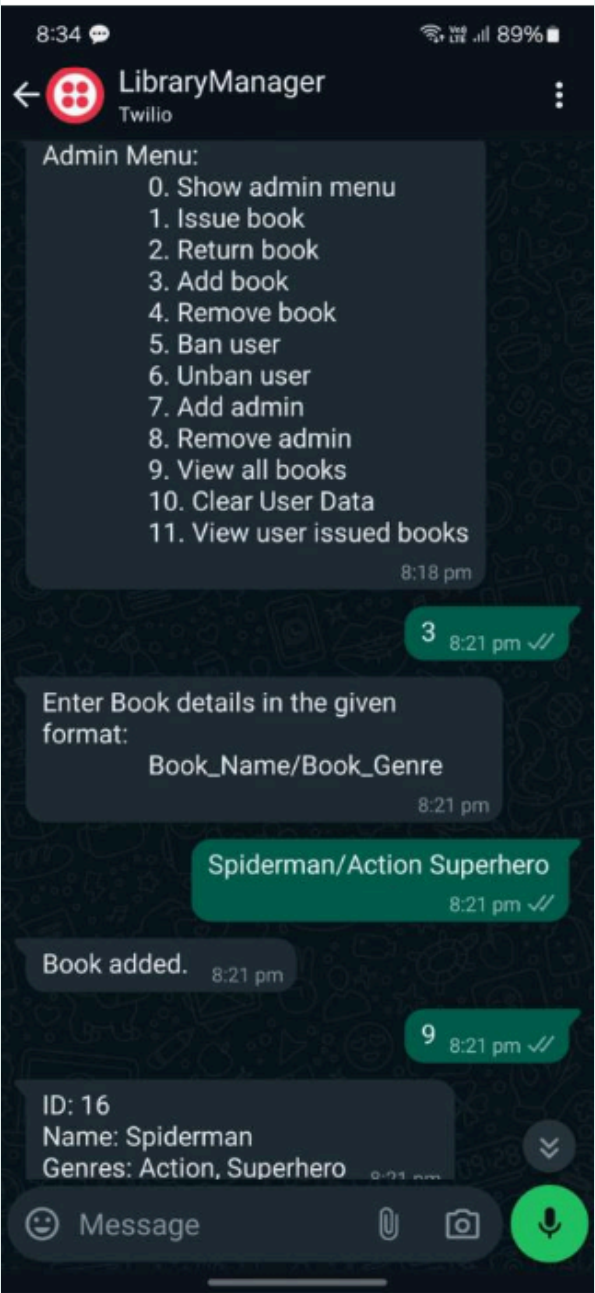 8:34
89%
LibraryManager
Twilio
Admin Menu:
0. Show admin menu
1. Issue book
2. Return book
3. Add book
4. Remove book
5. Ban user
6. Unban user
7. Add admin
8. Remove admin
9. View all books
10. Clear User Data
11. View user issued books
8:18 pm
3 8:21 pm
Enter Book details in the given
format:
Book_Name/Book_Genre
8:21 pm
Spiderman/Action Superhero
8:21 pm
Book added. 8:21 pm
9 8:21 pm
ID: 16
Name: Spiderman
Genres: Action, Superhero 8:21 pm
Message